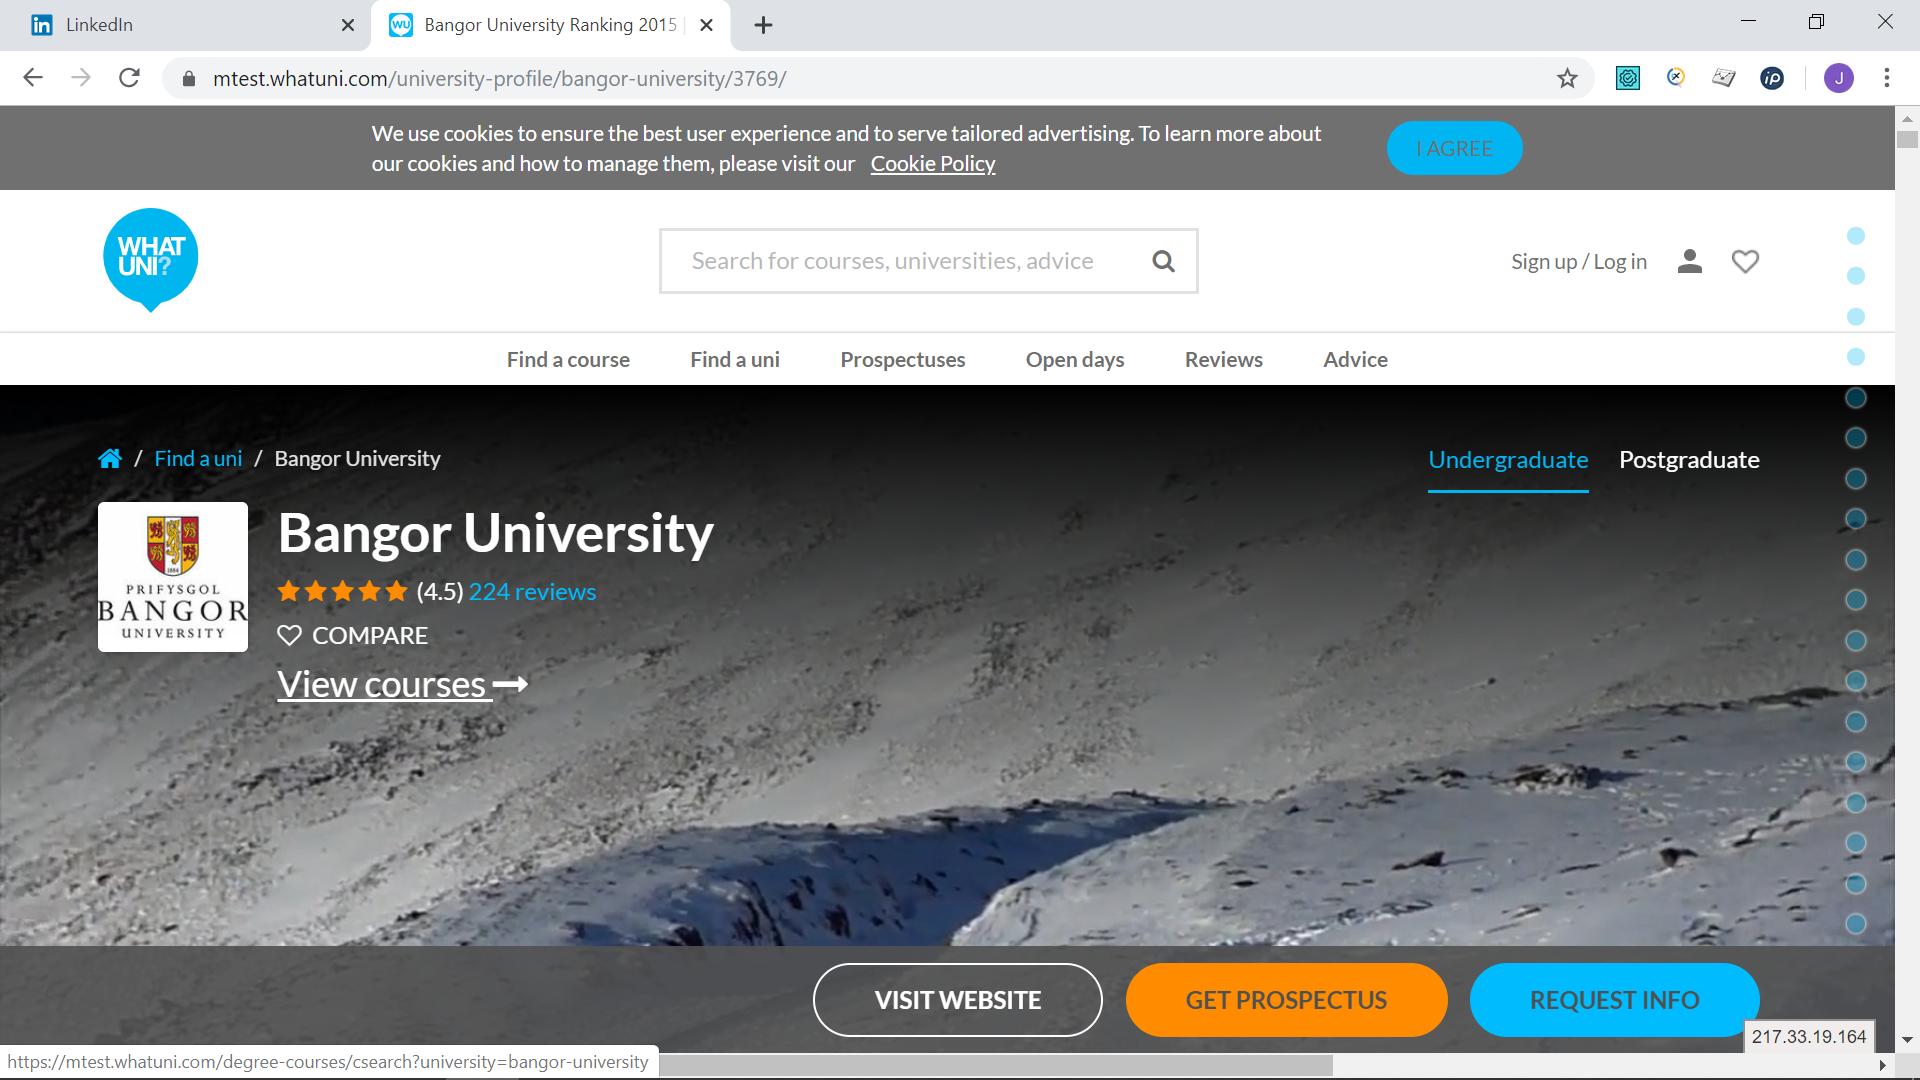 LinkedIn
WU
Bangor University Ranking 2015 |
mtest.whatuni.com/university-profile/bangor-university/3769/
ip
J
We use cookies to ensure the best user experience and to serve tailored advertising. To learn more about
our cookies and how to manage them, please visit our Cookie Policy
I AGREE
WHAT
UNI?
Search for courses, universities, advice
Sign up / Log in
Find a course
Find a uni
Prospectuses
Open days
Reviews
Advice
/ Find a uni / Bangor University
Undergraduate
Postgraduate
1884
PRIFYSGOL
BANGOR
UNIVERSITY
Bangor University
(4.5) 224 reviews
COMPARE
View courses
VISIT WEBSITE
GET PROSPECTUS
REQUEST INFO
217.33.19.164
https://mtest.whatuni.com/degree-courses/csearch?university=bangor-university